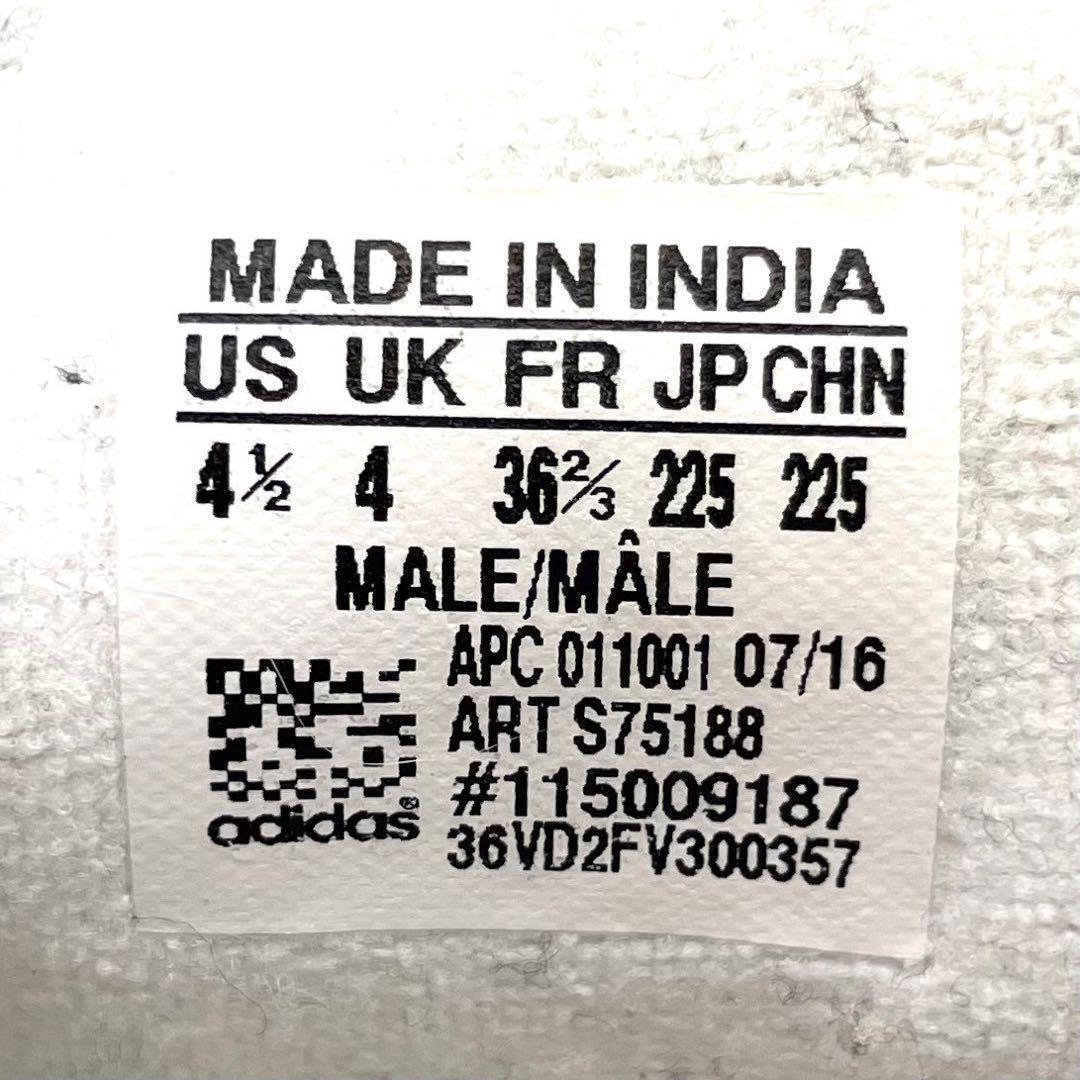 MADE IN INDIA
US UK FR JP CHN
4½ 4 36⅔ 225 225
MALE/MÂLE
APC 011001 07/16
ART S75188
#115009187
adidas®
36VD2FV300357